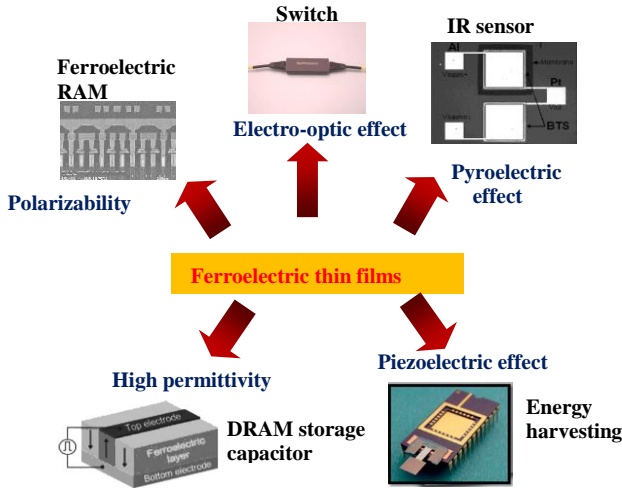 Switch
IR sensor
Ferroelectric
RAM
Al
Membrane
Pt
BTS
Electro-optic effect
Pyroelectric
effect
Polarizability
Ferroelectric thin films
High permittivity
Piezoelectric effect
Top electrode
Ferroelectric
layer
Bottom electrode
DRAM storage
capacitor
Energy
harvesting